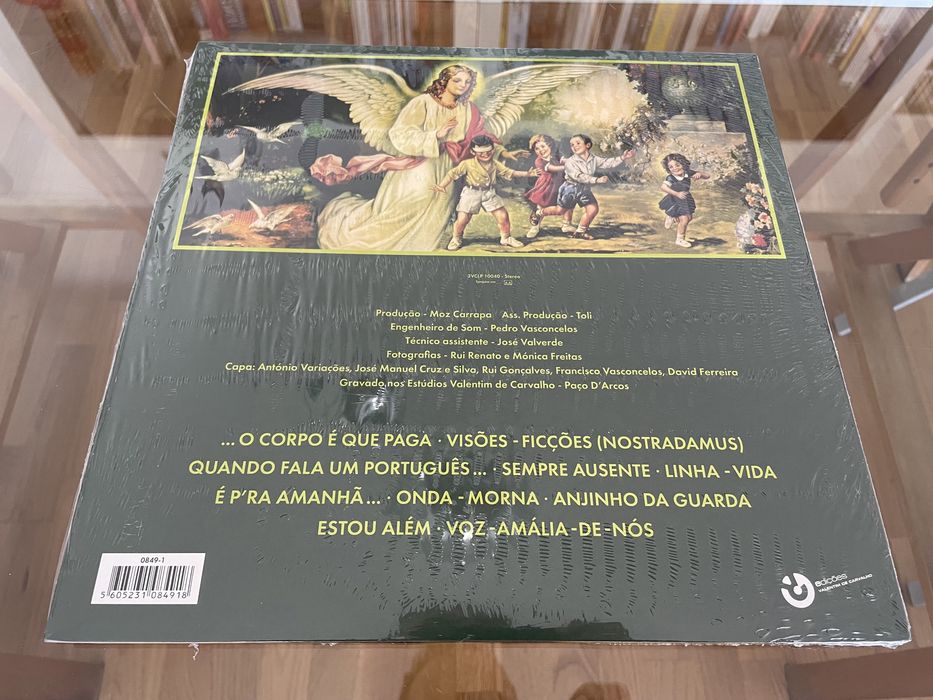 2VCLP 10040 - Stereo
Produção - Moz Carrapa Ass. Produção - Toli
Engenheiro de Som - Pedro Vasconcelos
Técnico assistente - José Valverde
Fotografias - Rui Renato e Mónica Freitas
Capa: António Variações, José Manuel Cruz e Silva, Rui Gonçalves, Francisco Vasconcelos, David Ferreira
Gravado nos Estúdios Valentim de Carvalho - Paço D'Arcos
... O CORPO É QUE PAGA · VISÕES - FICÇÕES (NOSTRADAMUS)
QUANDO FALA UM PORTUGUÊS ... · SEMPRE AUSENTE · LINHA - VIDA
É P'RA AMANHÃ ... · ONDA - MORNA · ANJINHO DA GUARDA
ESTOU ALÉM · VOZ - AMÁLIA - DE - NÓS
0849-1
5 605231 084918
edições
VALENTIM DE CARVALHO